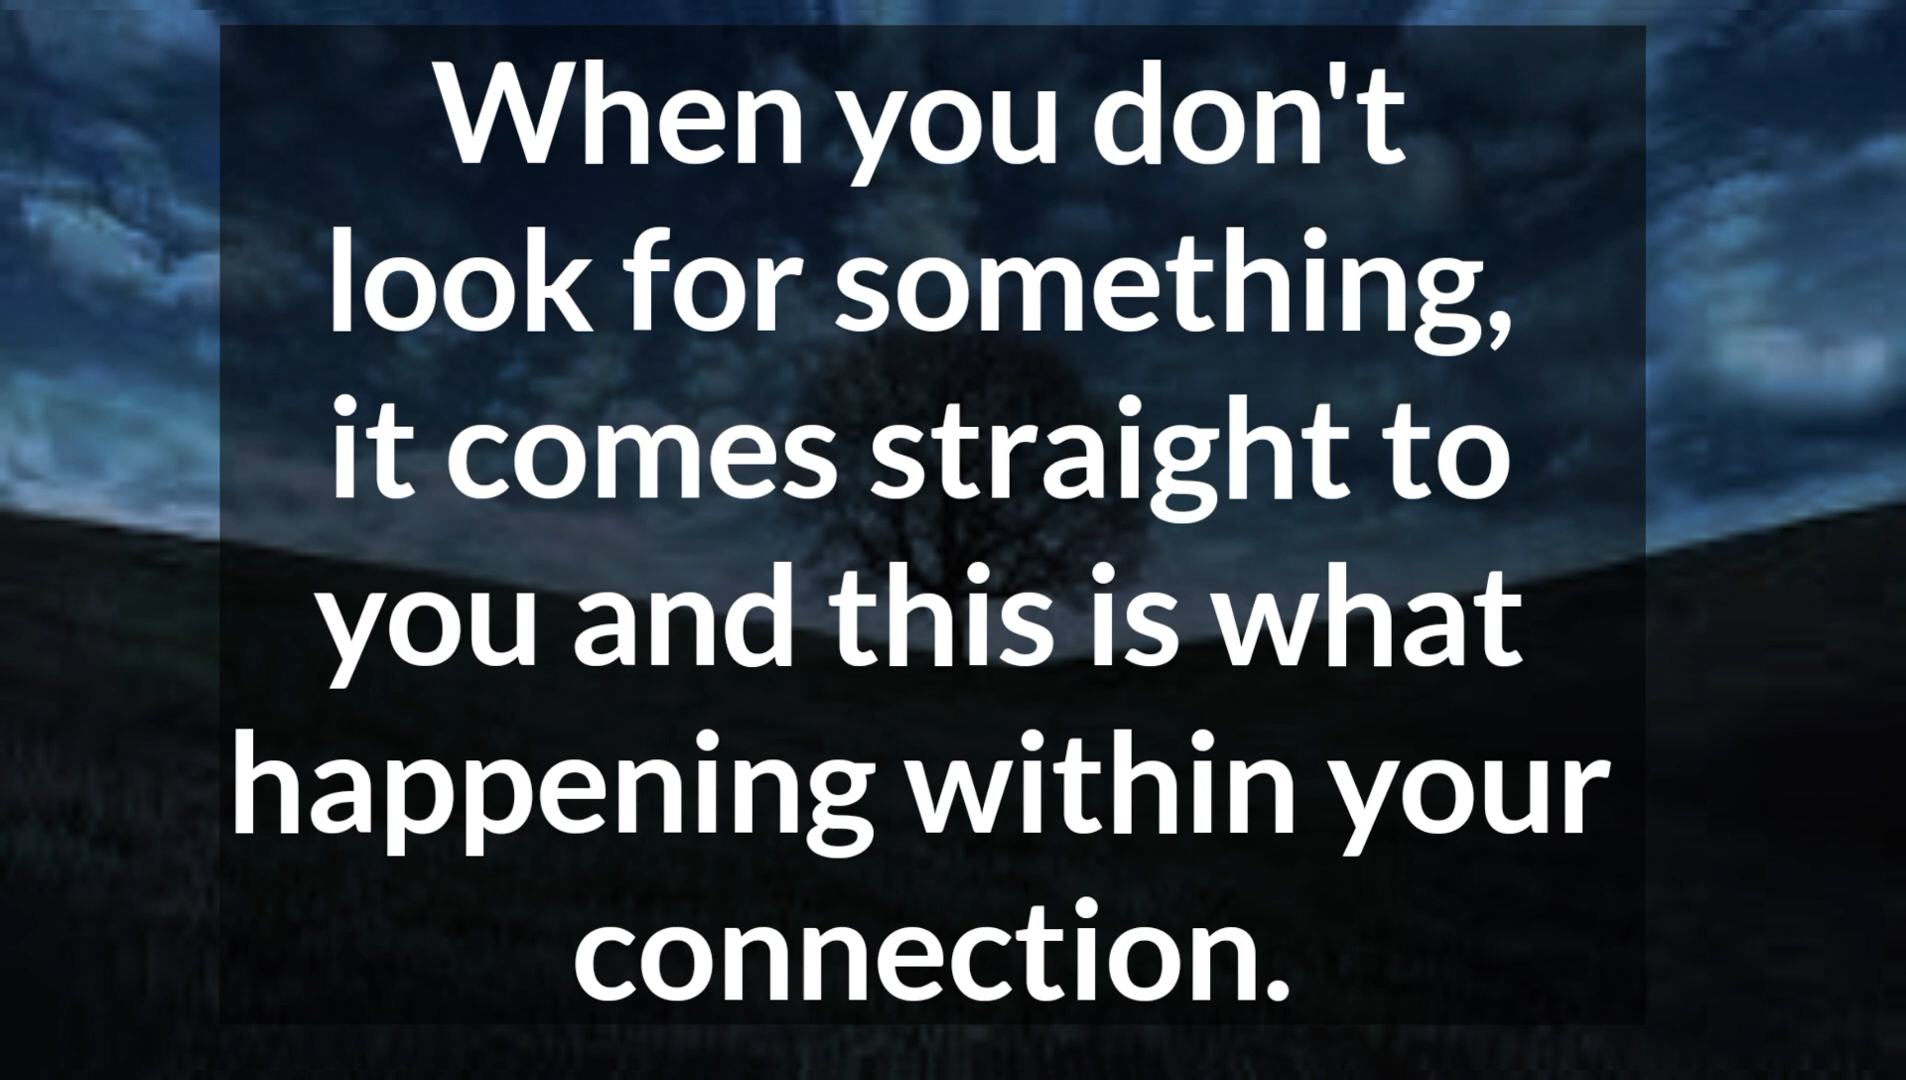 When you don't
look for something,
it comes straight to
you and this is what
happening within your
connection.